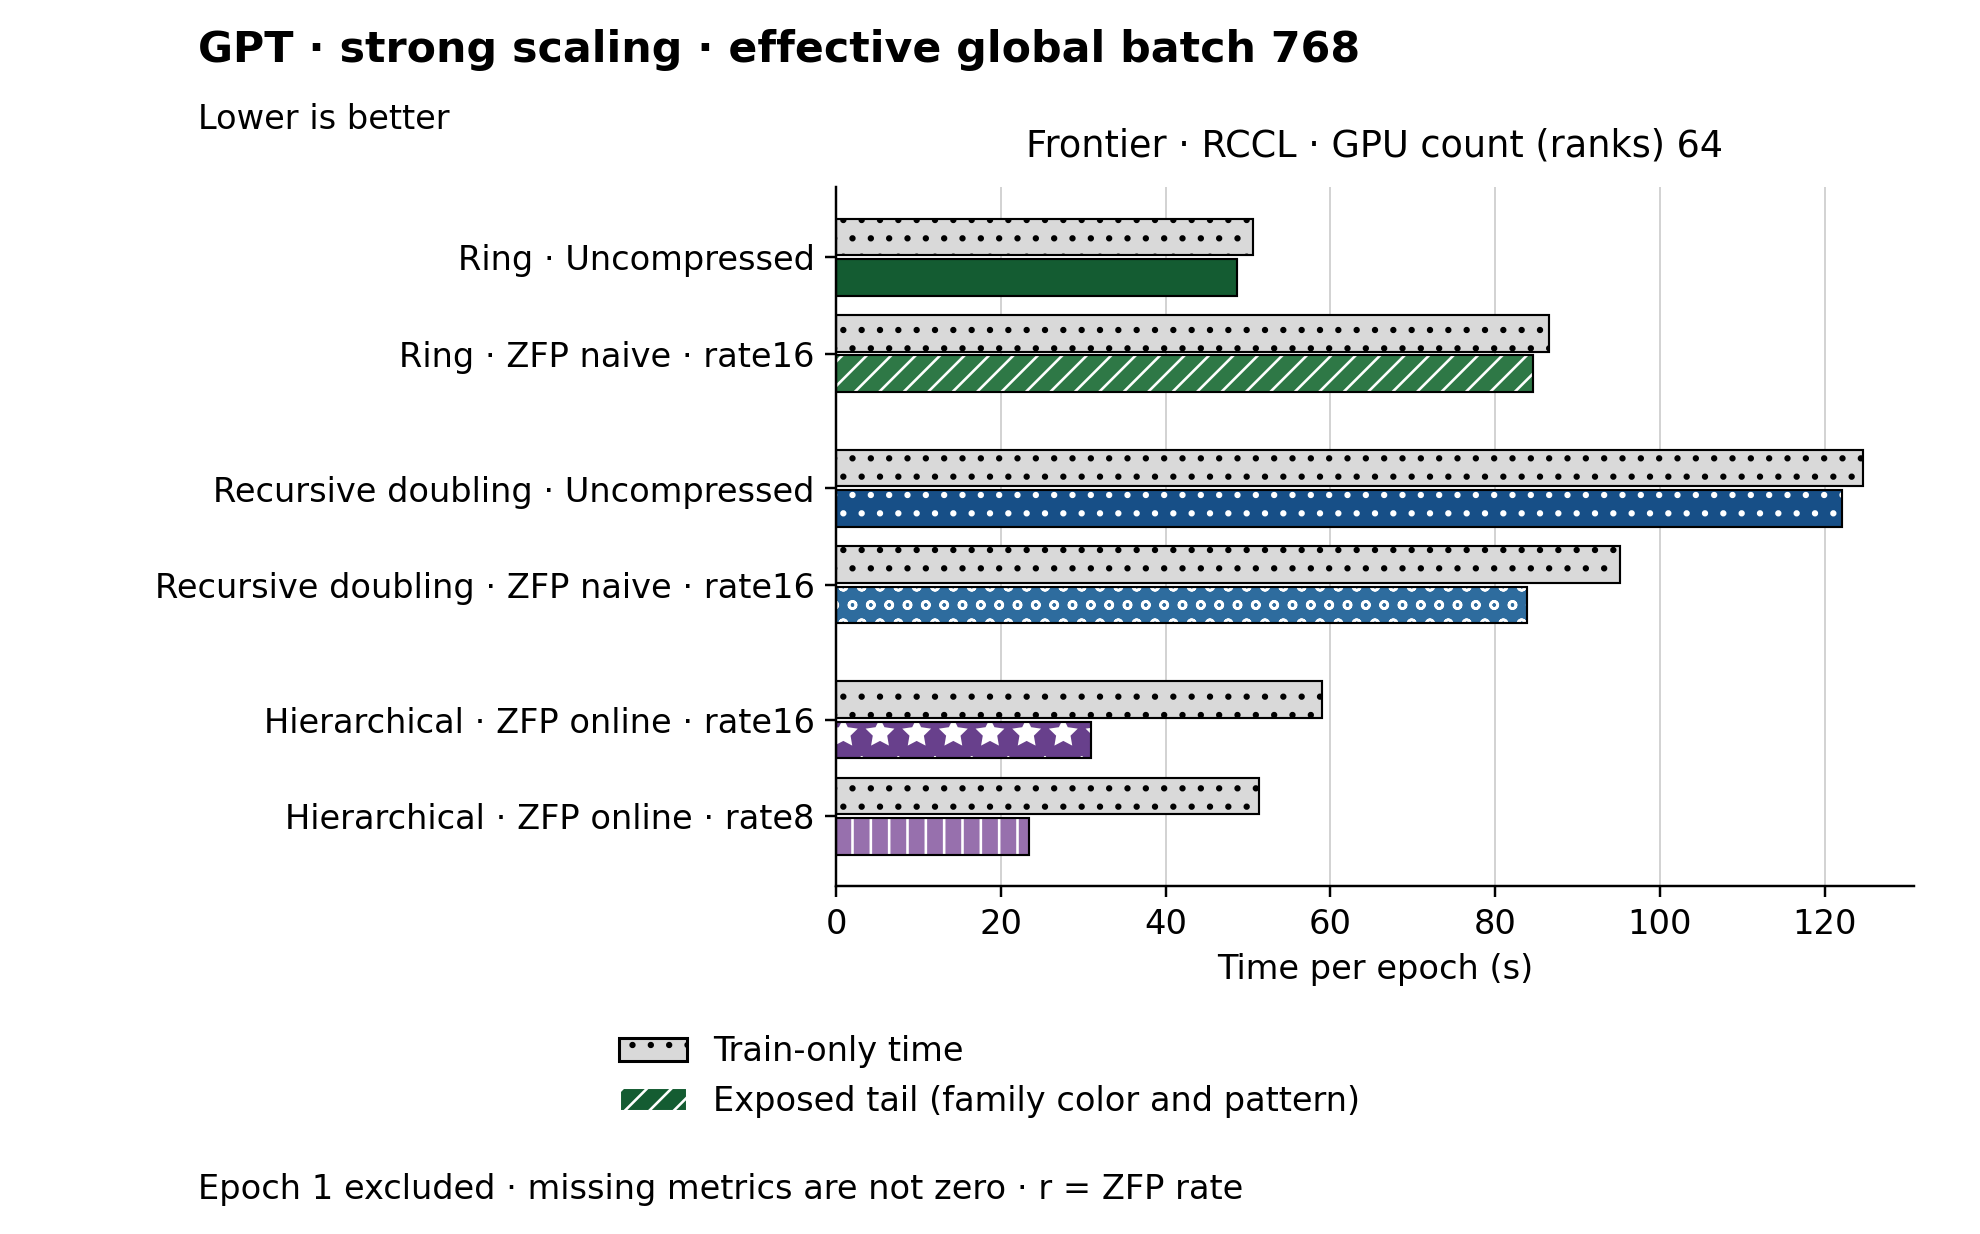 GPT · strong scaling · effective global batch 768
Lower is better
Frontier · RCCL · GPU count (ranks) 64
Ring · Uncompressed
Ring · ZFP naive · rate16
Recursive doubling · Uncompressed
Recursive doubling · ZFP naive · rate16
Hierarchical · ZFP online · rate16
Hierarchical · ZFP online · rate8
0 20 40 60 80 100 120
Time per epoch (s)
Train-only time
Exposed tail (family color and pattern)
Epoch 1 excluded · missing metrics are not zero · r = ZFP rate